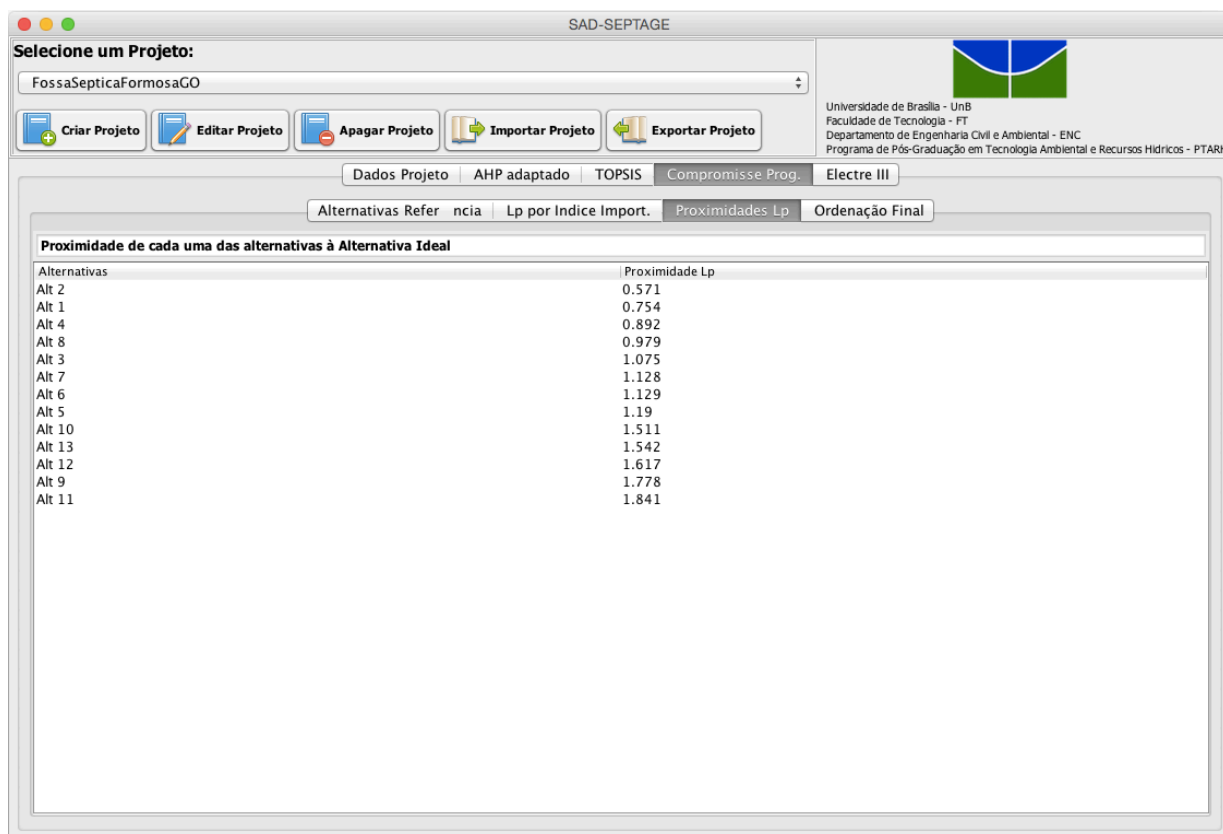 SAD-SEPTAGE
Selecione um Projeto:
FossaSepticaFormosaGO
Criar Projeto Editar Projeto Apagar Projeto Importar Projeto Exportar Projeto
Universidade de Brasília - UnB
Faculdade de Tecnologia - FT
Departamento de Engenharia Civil e Ambiental - ENC
Programa de Pós-Graduação em Tecnologia Ambiental e Recursos Hídricos - PTARH
Dados Projeto AHP adaptado TOPSIS Compromisse Prog. Electre III
Alternativas Refer ncia Lp por Indice Import. Proximidades Lp Ordenação Final
Proximidade de cada uma das alternativas à Alternativa Ideal
Alternativas Proximidade Lp
Alt 2 0.571
Alt 1 0.754
Alt 4 0.892
Alt 8 0.979
Alt 3 1.075
Alt 7 1.128
Alt 6 1.129
Alt 5 1.19
Alt 10 1.511
Alt 13 1.542
Alt 12 1.617
Alt 9 1.778
Alt 11 1.841